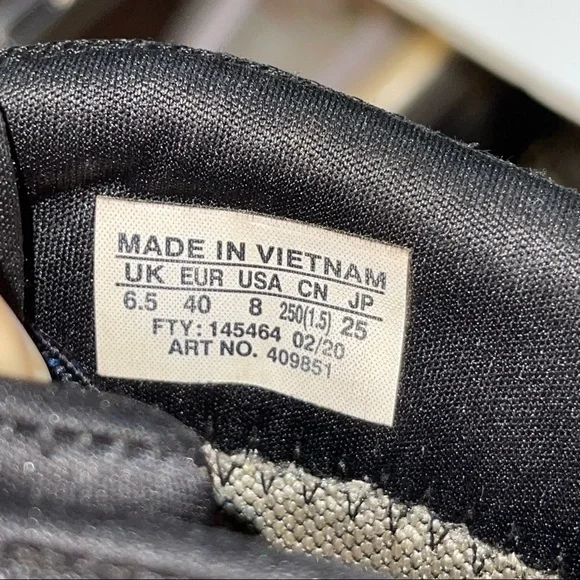 MADE IN VIETNAM
UK EUR USA CN JP
6.5 40 8 250(1.5) 25
FTY: 145464 02/20
ART NO. 409851